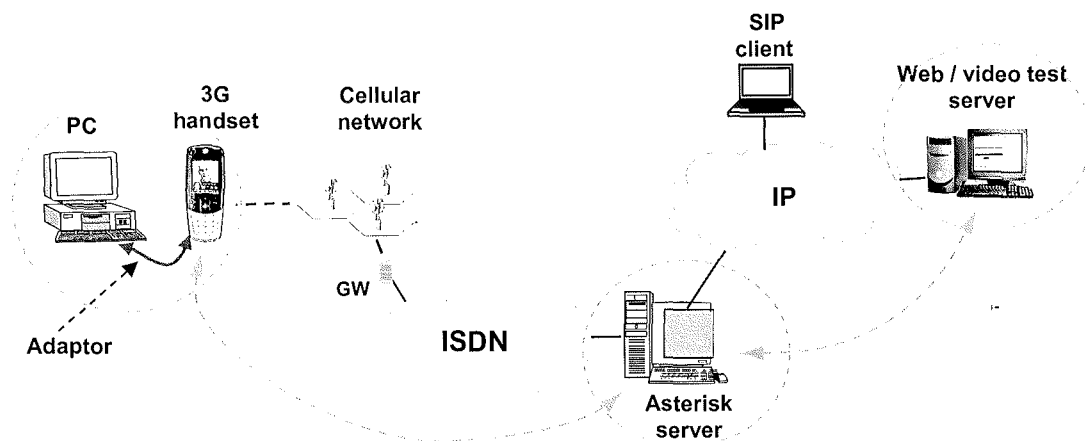 SIP
client
Web / video test
server
3G
handset
Cellular
network
PC
IP
GW
ISDN
Adaptor
Asterisk
server